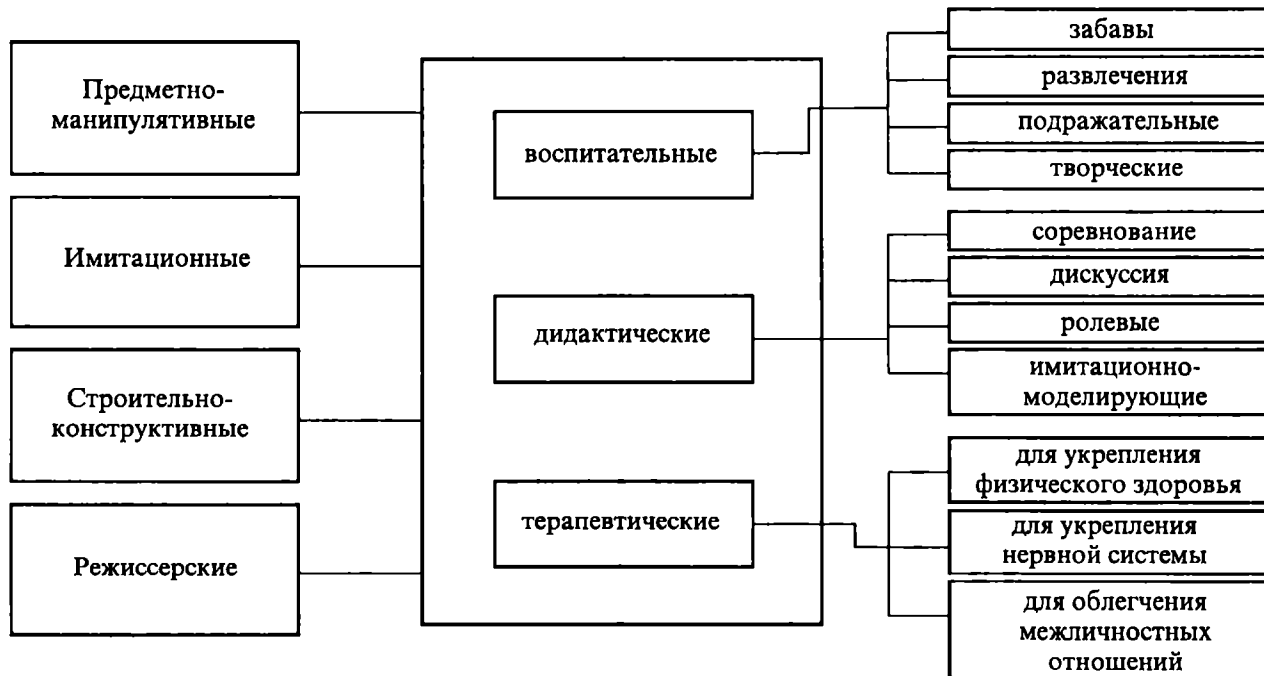 Предметно-
манипулятивные
Имитационные
Строительно-
конструктивные
Режиссерские
воспитательные
дидактические
терапевтические
забавы
развлечения
подражательные
творческие
соревнование
дискуссия
ролевые
имитационно-
моделирующие
для укрепления
физического здоровья
для укрепления
нервной системы
для облегчения
межличностных
отношений